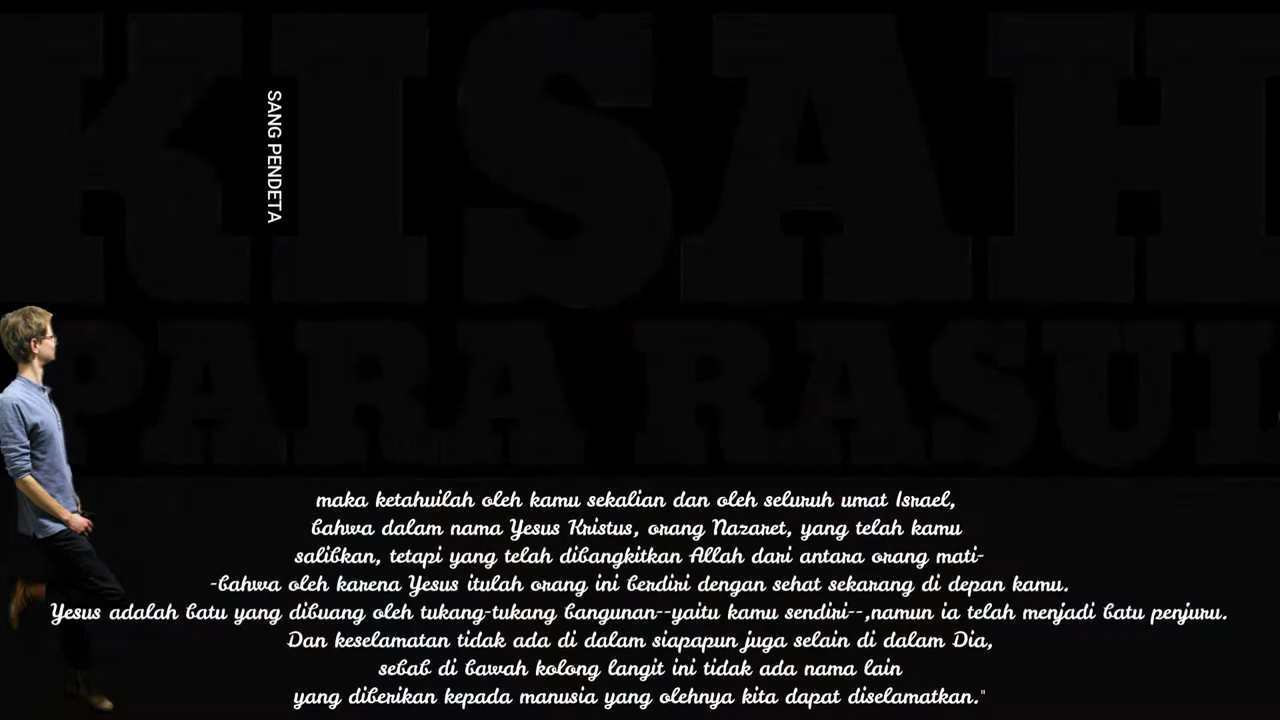 KISAH
SANG PENDETA
PARA RASUL
maka ketahuilah oleh kamu sekalian dan oleh seluruh umat Israel,
bahwa dalam nama Yesus Kristus, orang Nazaret, yang telah kamu
salibkan, tetapi yang telah dibangkitkan Allah dari antara orang mati-
-bahwa oleh karena Yesus itulah orang ini berdiri dengan sehat sekarang di depan kamu.
Yesus adalah batu yang dibuang oleh tukang-tukang bangunan--yaitu kamu sendiri--,namun ia telah menjadi batu penjuru.
Dan keselamatan tidak ada di dalam siapapun juga selain di dalam Dia,
sebab di bawah kolong langit ini tidak ada nama lain
yang diberikan kepada manusia yang olehnya kita dapat diselamatkan."